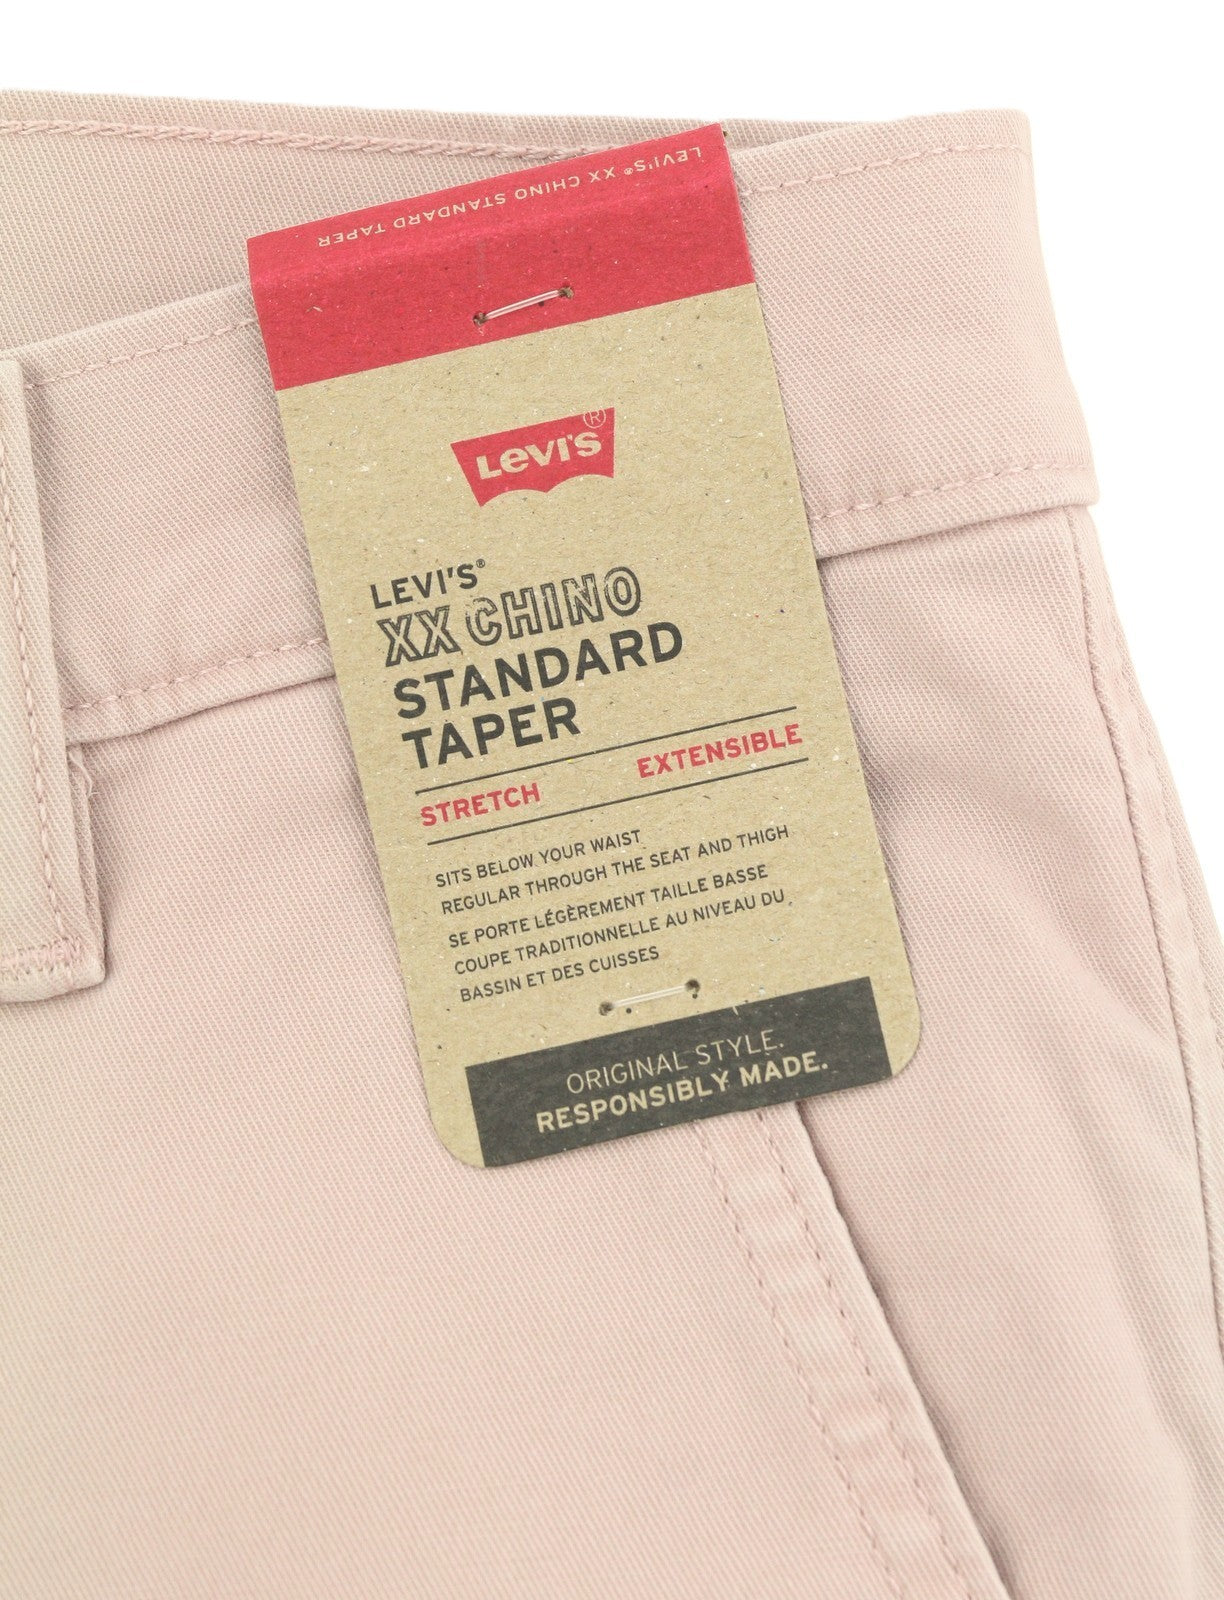 LEVI'S® XX CHINO STANDARD TAPER
Levi's®
LEVI'S®
XX CHINO
STANDARD
TAPER
STRETCH EXTENSIBLE
SITS BELOW YOUR WAIST
REGULAR THROUGH THE SEAT AND THIGH
SE PORTE LÉGÈREMENT TAILLE BASSE
COUPE TRADITIONNELLE AU NIVEAU DU
BASSIN ET DES CUISSES
ORIGINAL STYLE.
RESPONSIBLY MADE.